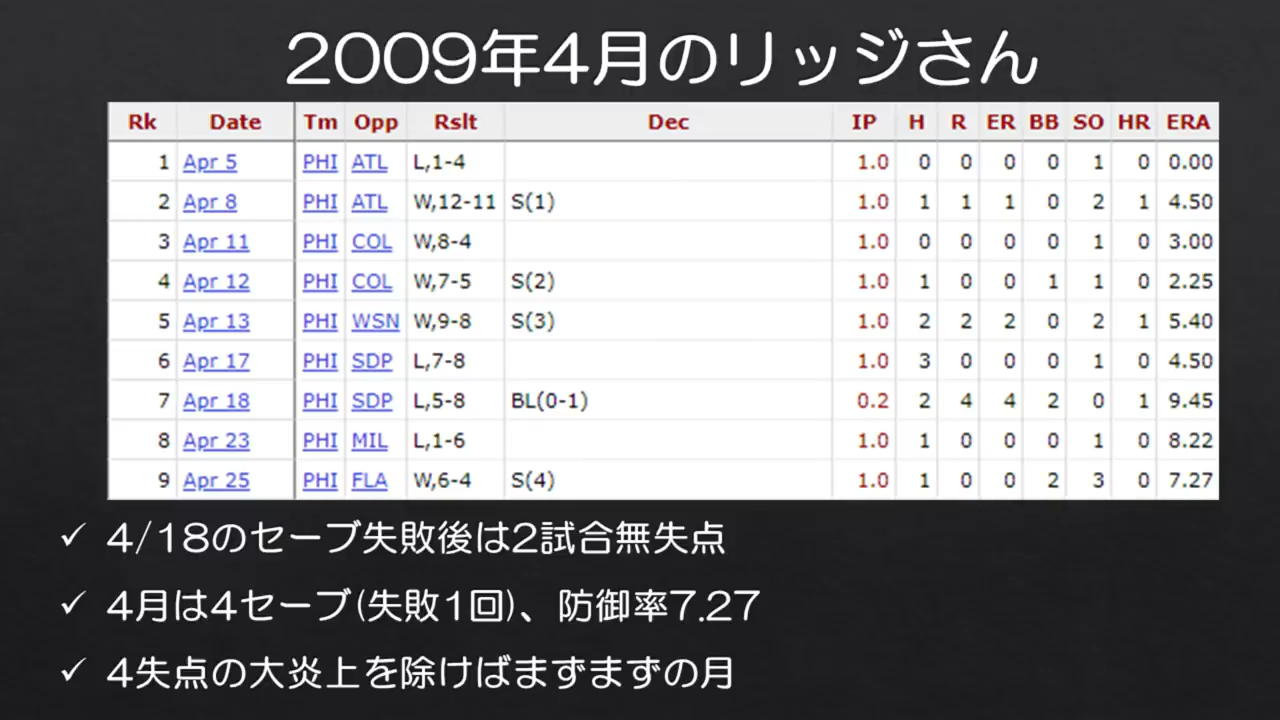 2009年4月のリッジさん
Rk Date Tm Opp Rslt Dec IP H R ER BB SO HR ERA
1 Apr 5 PHI ATL L,1-4 1.0 0 0 0 0 1 0 0.00
2 Apr 8 PHI ATL W,12-11 S(1) 1.0 1 1 1 0 2 1 4.50
3 Apr 11 PHI COL W,8-4 1.0 0 0 0 0 1 0 3.00
4 Apr 12 PHI COL W,7-5 S(2) 1.0 1 0 0 1 1 0 2.25
5 Apr 13 PHI WSN W,9-8 S(3) 1.0 2 2 2 0 2 1 5.40
6 Apr 17 PHI SDP L,7-8 1.0 3 0 0 0 1 0 4.50
7 Apr 18 PHI SDP L,5-8 BL(0-1) 0.2 2 4 4 2 0 1 9.45
8 Apr 23 PHI MIL L,1-6 1.0 1 0 0 0 1 0 8.22
9 Apr 25 PHI FLA W,6-4 S(4) 1.0 1 0 0 2 3 0 7.27
✓ 4/18のセーブ失敗後は2試合無失点
✓ 4月は4セーブ(失敗1回)、防御率7.27
✓ 4失点の大炎上を除けばまずまずの月